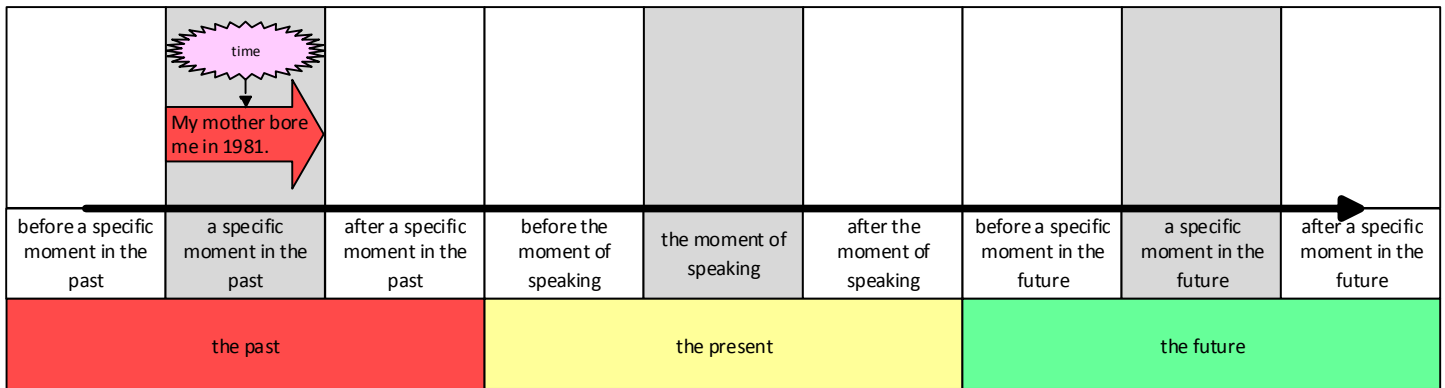 time
My mother bore
me in 1981.
before a specific
moment in the
past
a specific
moment in the
past
after a specific
moment in the
past
before the
moment of
speaking
the moment of
speaking
after the
moment of
speaking
before a specific
moment in the
future
a specific
moment in the
future
after a specific
moment in the
future
the past
the present
the future